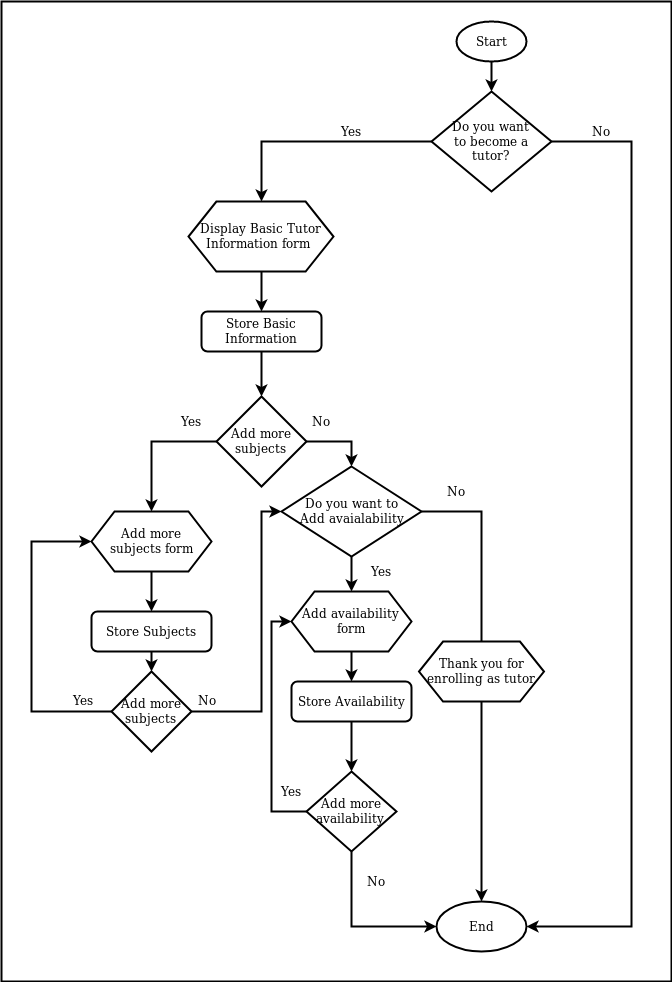 Start
Do you want
to become a
tutor?
Yes
No
Display Basic Tutor
Information form
Store Basic
Information
Add more
subjects
Yes
No
Do you want to
Add avaialability
No
Yes
Add more
subjects form
Store Subjects
Add more
subjects
Yes
No
Add availability
form
Store Availability
Add more
availability
Yes
No
Thank you for
enrolling as tutor
End